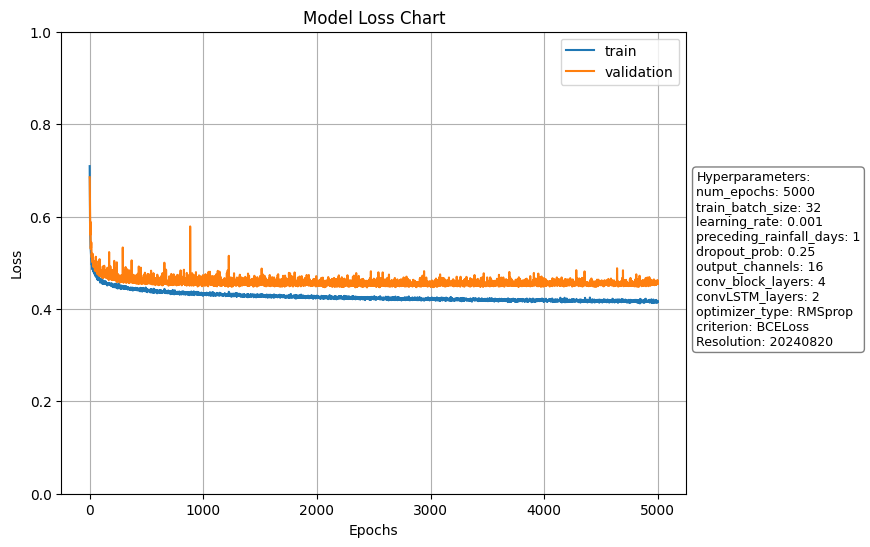 Model Loss Chart
1.0
0.8
0.6
0.4
0.2
0.0
Loss
0
1000
2000
3000
4000
5000
Epochs
train
validation
Hyperparameters:
num_epochs: 5000
train_batch_size: 32
learning_rate: 0.001
preceding_rainfall_days: 1
dropout_prob: 0.25
output_channels: 16
conv_block_layers: 4
convLSTM_layers: 2
optimizer_type: RMSprop
criterion: BCELoss
Resolution: 20240820